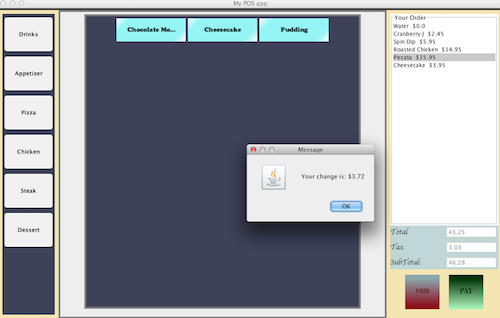 My POS app
Drinks
Appetizer
Pizza
Chicken
Steak
Dessert
Chocolate Mo...
Cheesecake
Pudding
Message
Your change is: $3.72
OK
Your Order
Water $0.0
Cranberry J $2.45
Spin Dip $5.95
Roasted Chicken $14.95
Piccata $15.95
Cheesecake $3.95
Total 43.25
Tax 3.03
SubTotal: 46.28
VOID
PAY